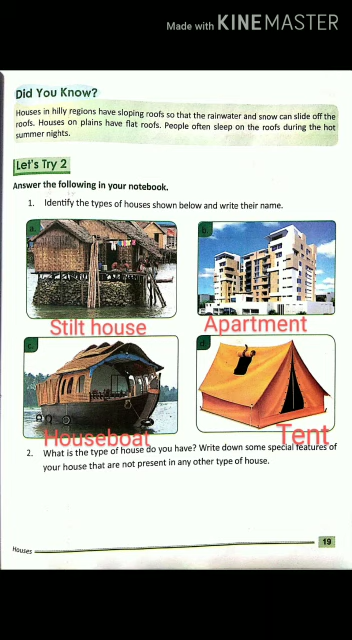 Made with KINEMASTER
Did You Know?
Houses in hilly regions have sloping roofs so that the rainwater and snow can slide off the
roofs. Houses on plains have flat roofs. People often sleep on the roofs during the hot
summer nights.
Let's Try 2
Answer the following in your notebook.
1. Identify the types of houses shown below and write their name.
a.
b.
Stilt house
Apartment
c.
d.
Houseboat
Tent
2. What is the type of house do you have? Write down some special features of
your house that are not present in any other type of house.
Houses
19